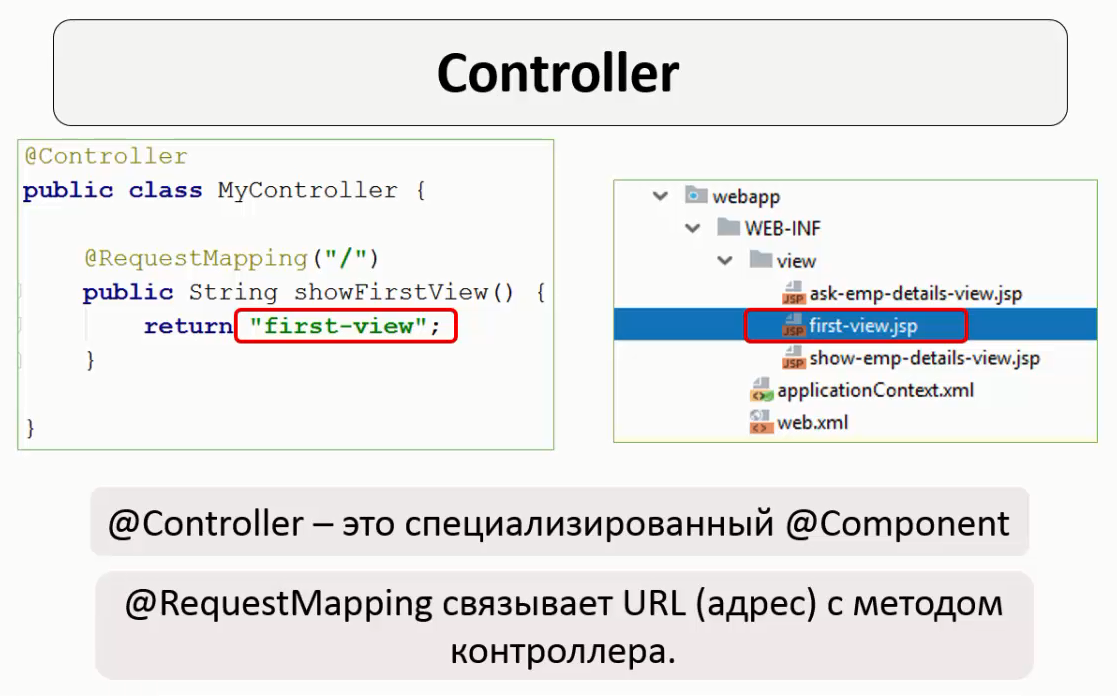 Controller
@Controller
public class MyController {
@RequestMapping("/")
public String showFirstView() {
return "first-view";
}
}
webapp
WEB-INF
view
ask-emp-details-view.jsp
first-view.jsp
show-emp-details-view.jsp
applicationContext.xml
web.xml
@Controller – это специализированный @Component
@RequestMapping связывает URL (адрес) с методом
контроллера.